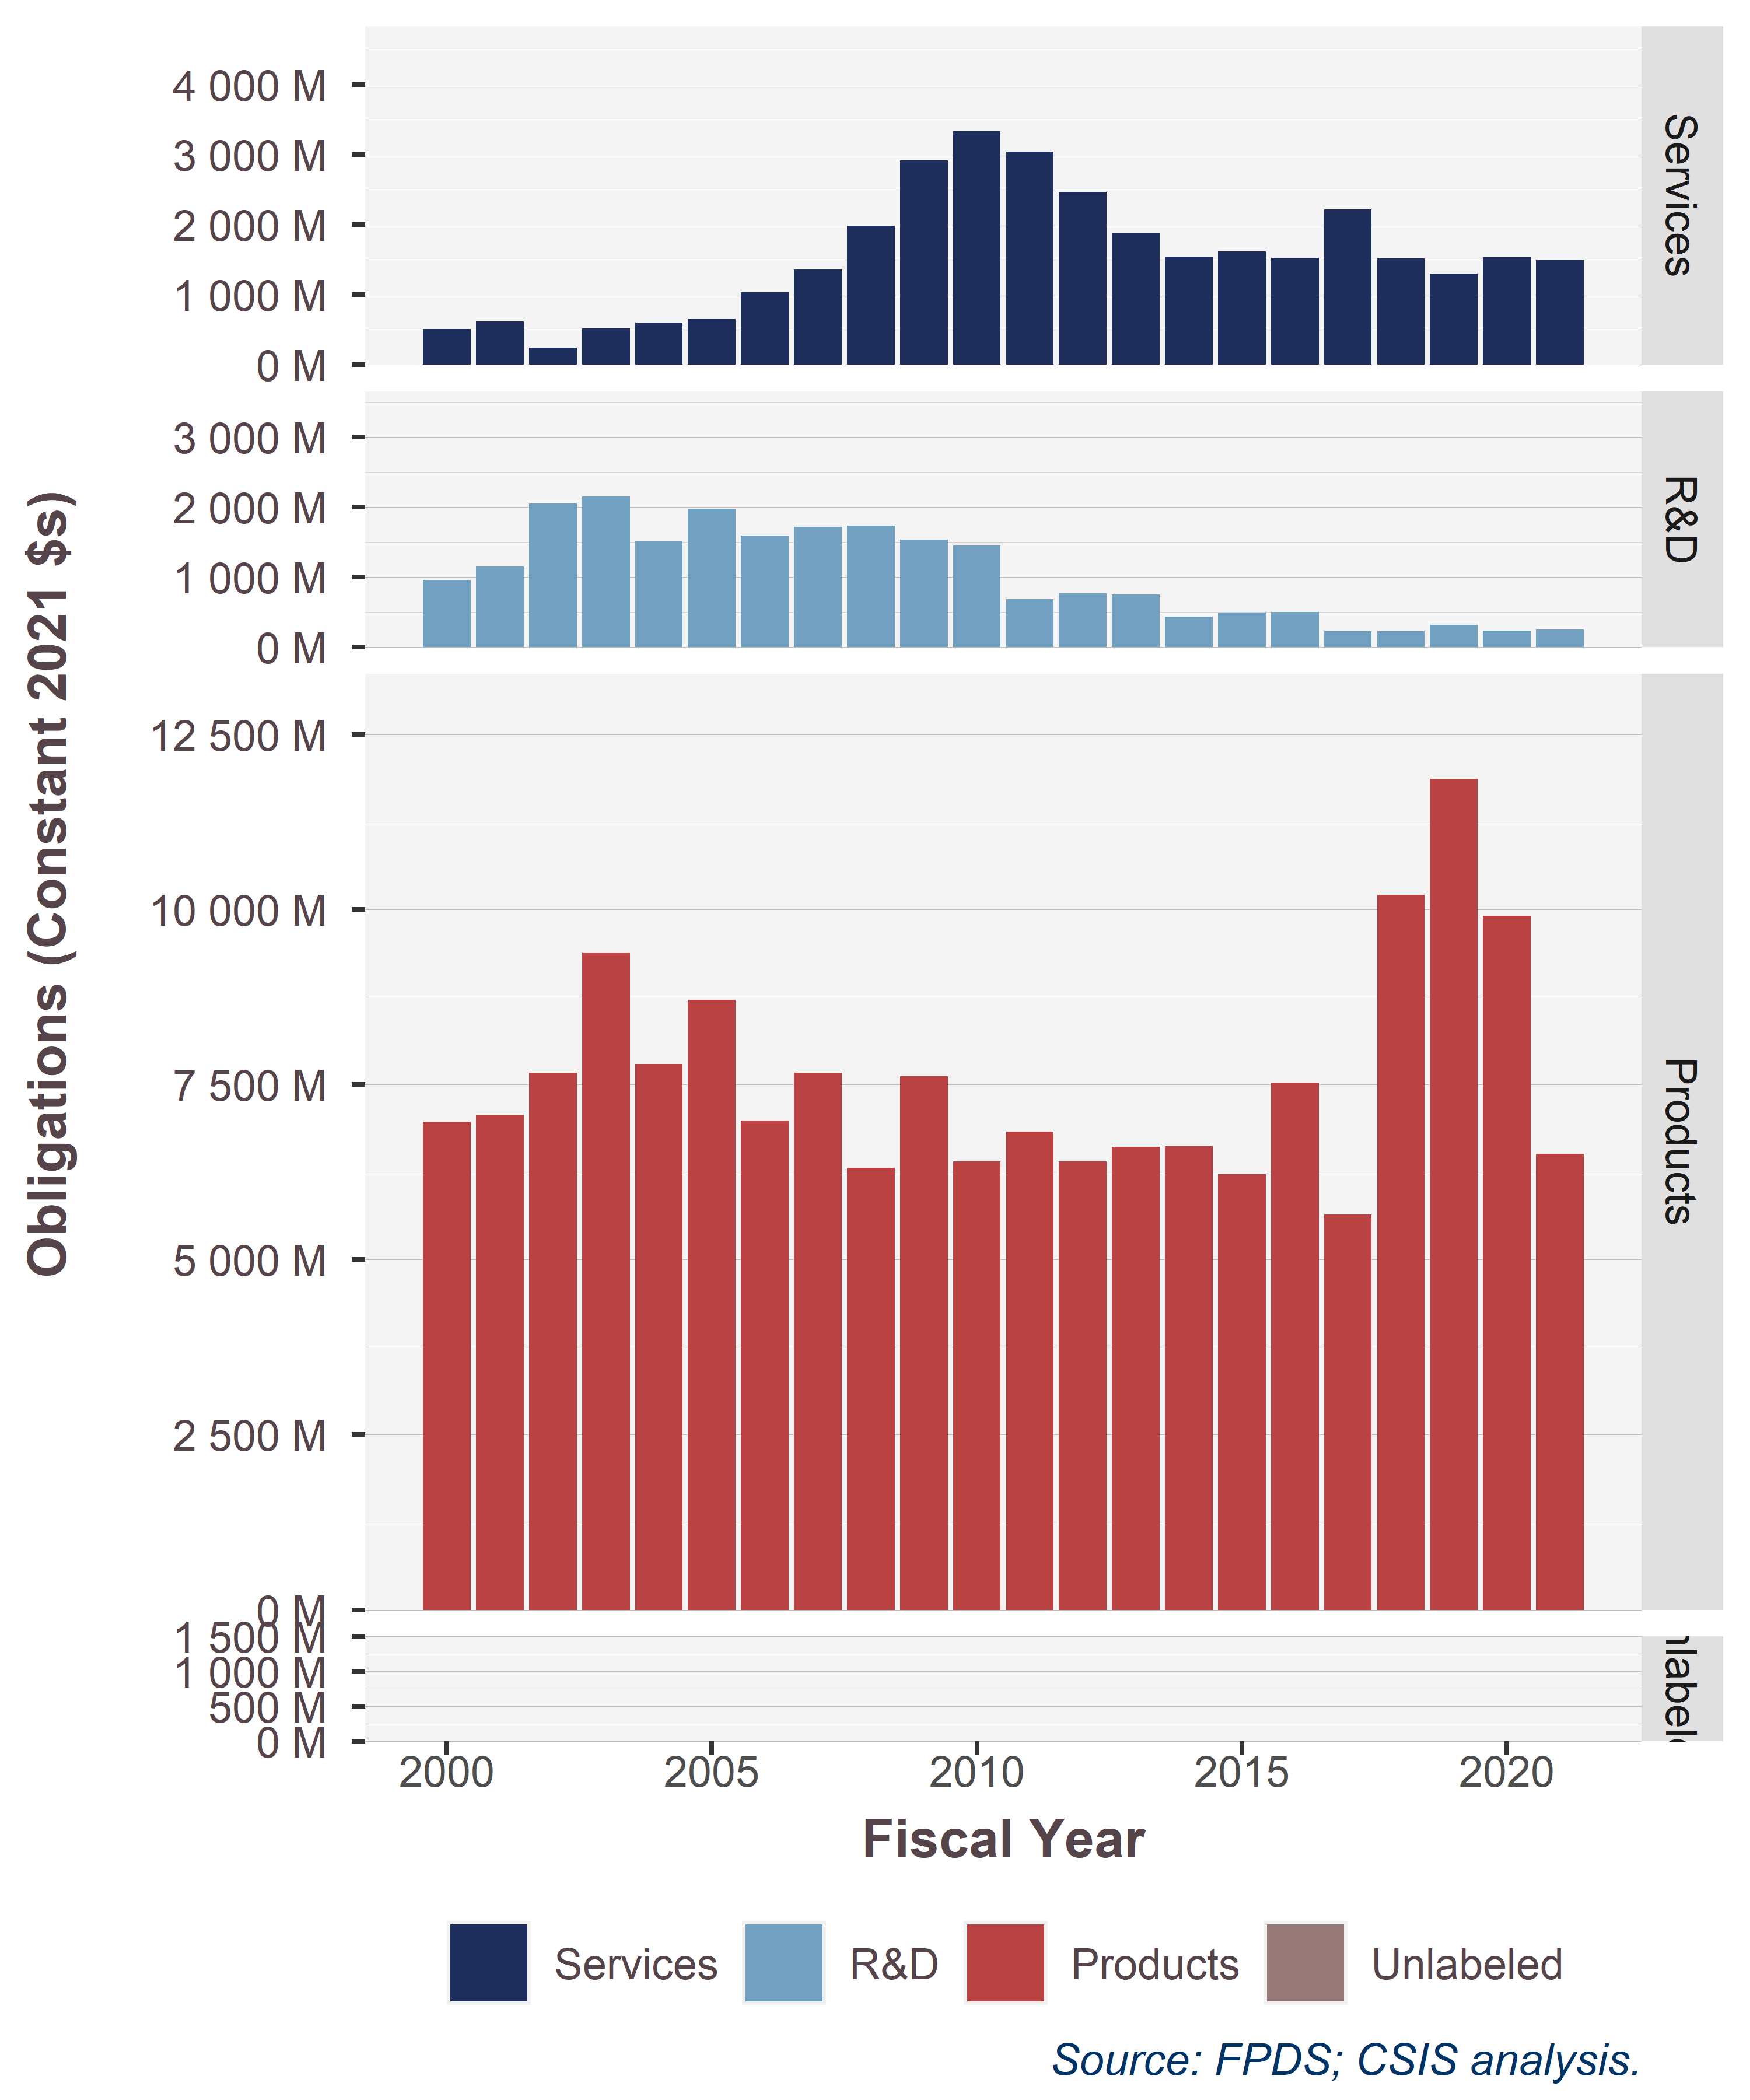 Obligations (Constant 2021 $s)
4 000 M
3 000 M
2 000 M
1 000 M
0 M
Services
3 000 M
2 000 M
1 000 M
0 M
R&D
12 500 M
10 000 M
7 500 M
5 000 M
2 500 M
0 M
Products
1 500 M
1 000 M
500 M
0 M
2000 2005 2010 2015 2020
Fiscal Year
Services R&D Products Unlabeled
Source: FPDS; CSIS analysis.